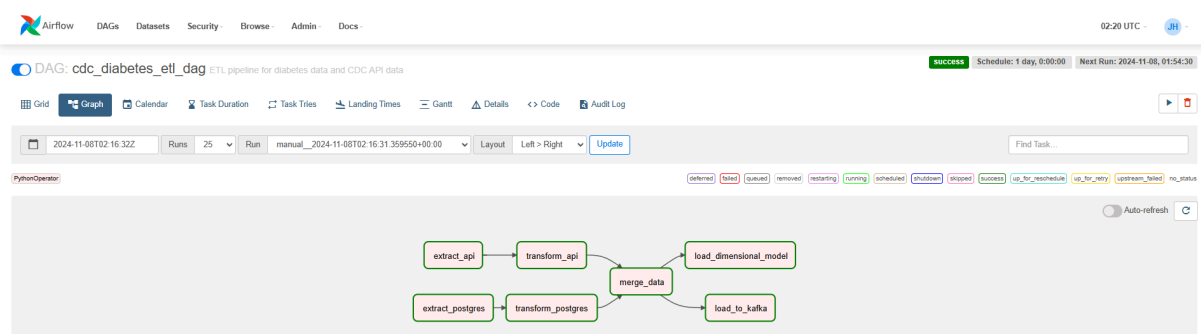 Airflow DAGs Datasets Security Browse Admin Docs 02:20 UTC JH
DAG: cdc_diabetes_etl_dag ETL pipeline for diabetes data and CDC API data success Schedule: 1 day, 0:00:00 Next Run: 2024-11-08, 01:54:30
Grid Graph Calendar Task Duration Task Tries Landing Times Gantt Details <> Code Audit Log
2024-11-08T02:16:32Z Runs 25 Run manual__2024-11-08T02:16:31.359550+00:00 Layout Left > Right Update Find Task...
PythonOperator deferred failed queued removed restarting running scheduled shutdown skipped success up_for_reschedule up_for_retry upstream_failed no_status
Auto-refresh
extract_api transform_api load_dimensional_model
merge_data
extract_postgres transform_postgres load_to_kafka